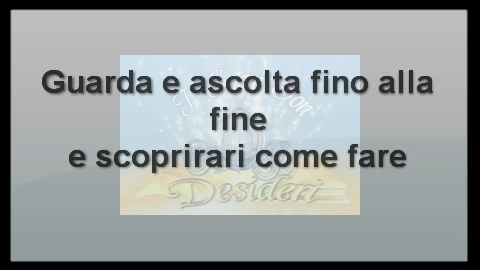 Guarda e ascolta fino alla
fine
e scoprirari come fare
Desideri